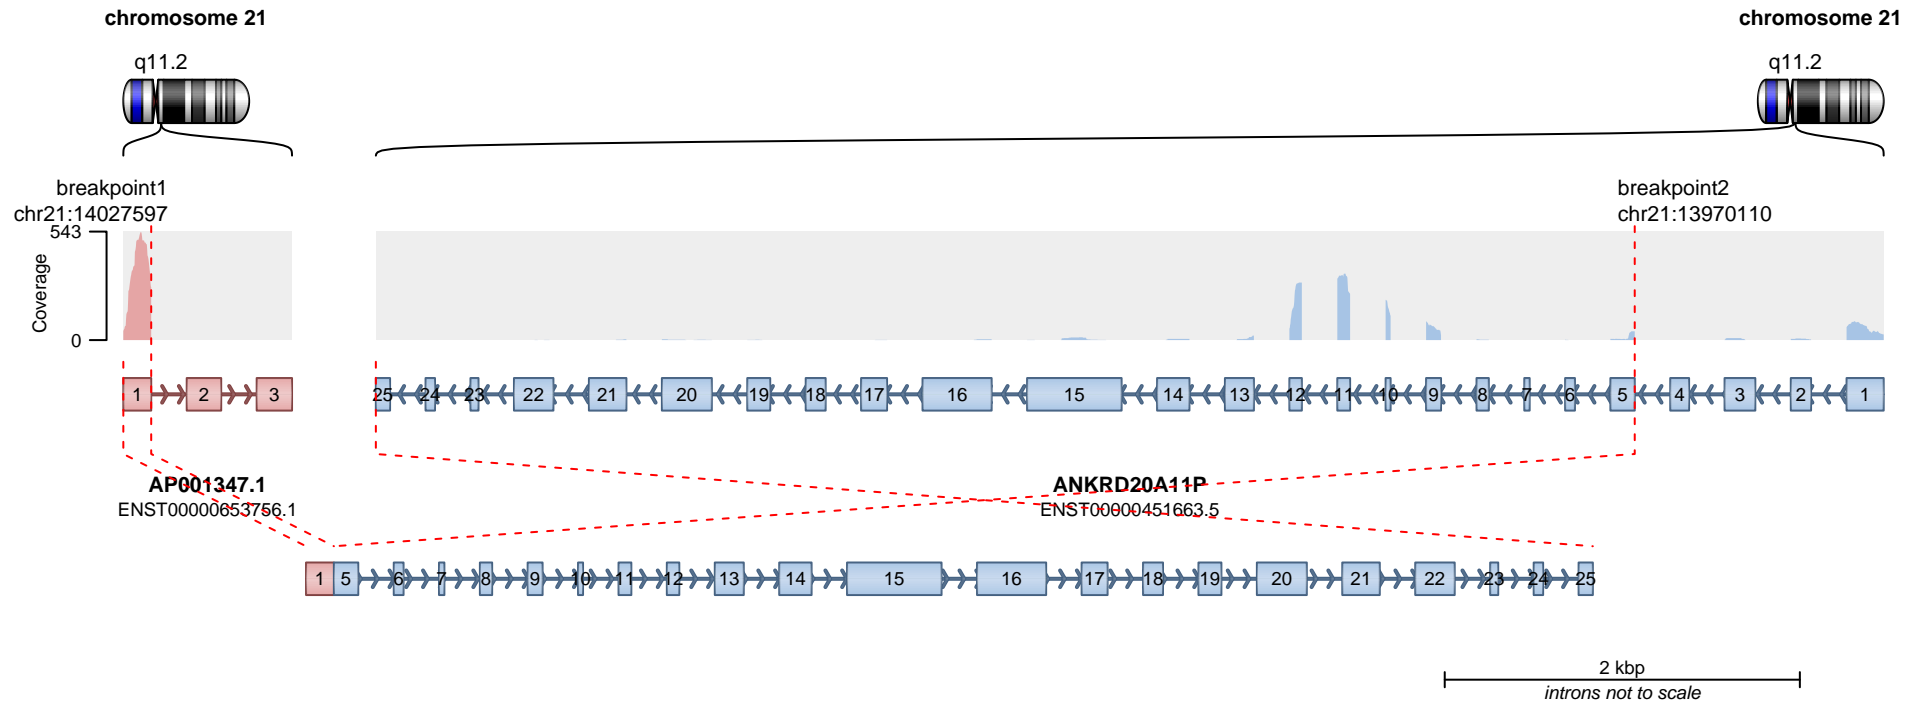 chromosome 21
chromosome 21
q11.2
q11.2
breakpoint1
chr21:14027597
breakpoint2
chr21:13970110
543
Coverage
0
1 2 3
25 24 23 22 21 20 19 18 17 16 15 14 13 12 11 10 9 8 7 6 5 4 3 2 1
AP001347.1
ENST00000653756.1
ANKRD20A11P
ENST00000451663.5
1 5 6 7 8 9 10 11 12 13 14 15 16 17 18 19 20 21 22 23 24 25
2 kbp
introns not to scale